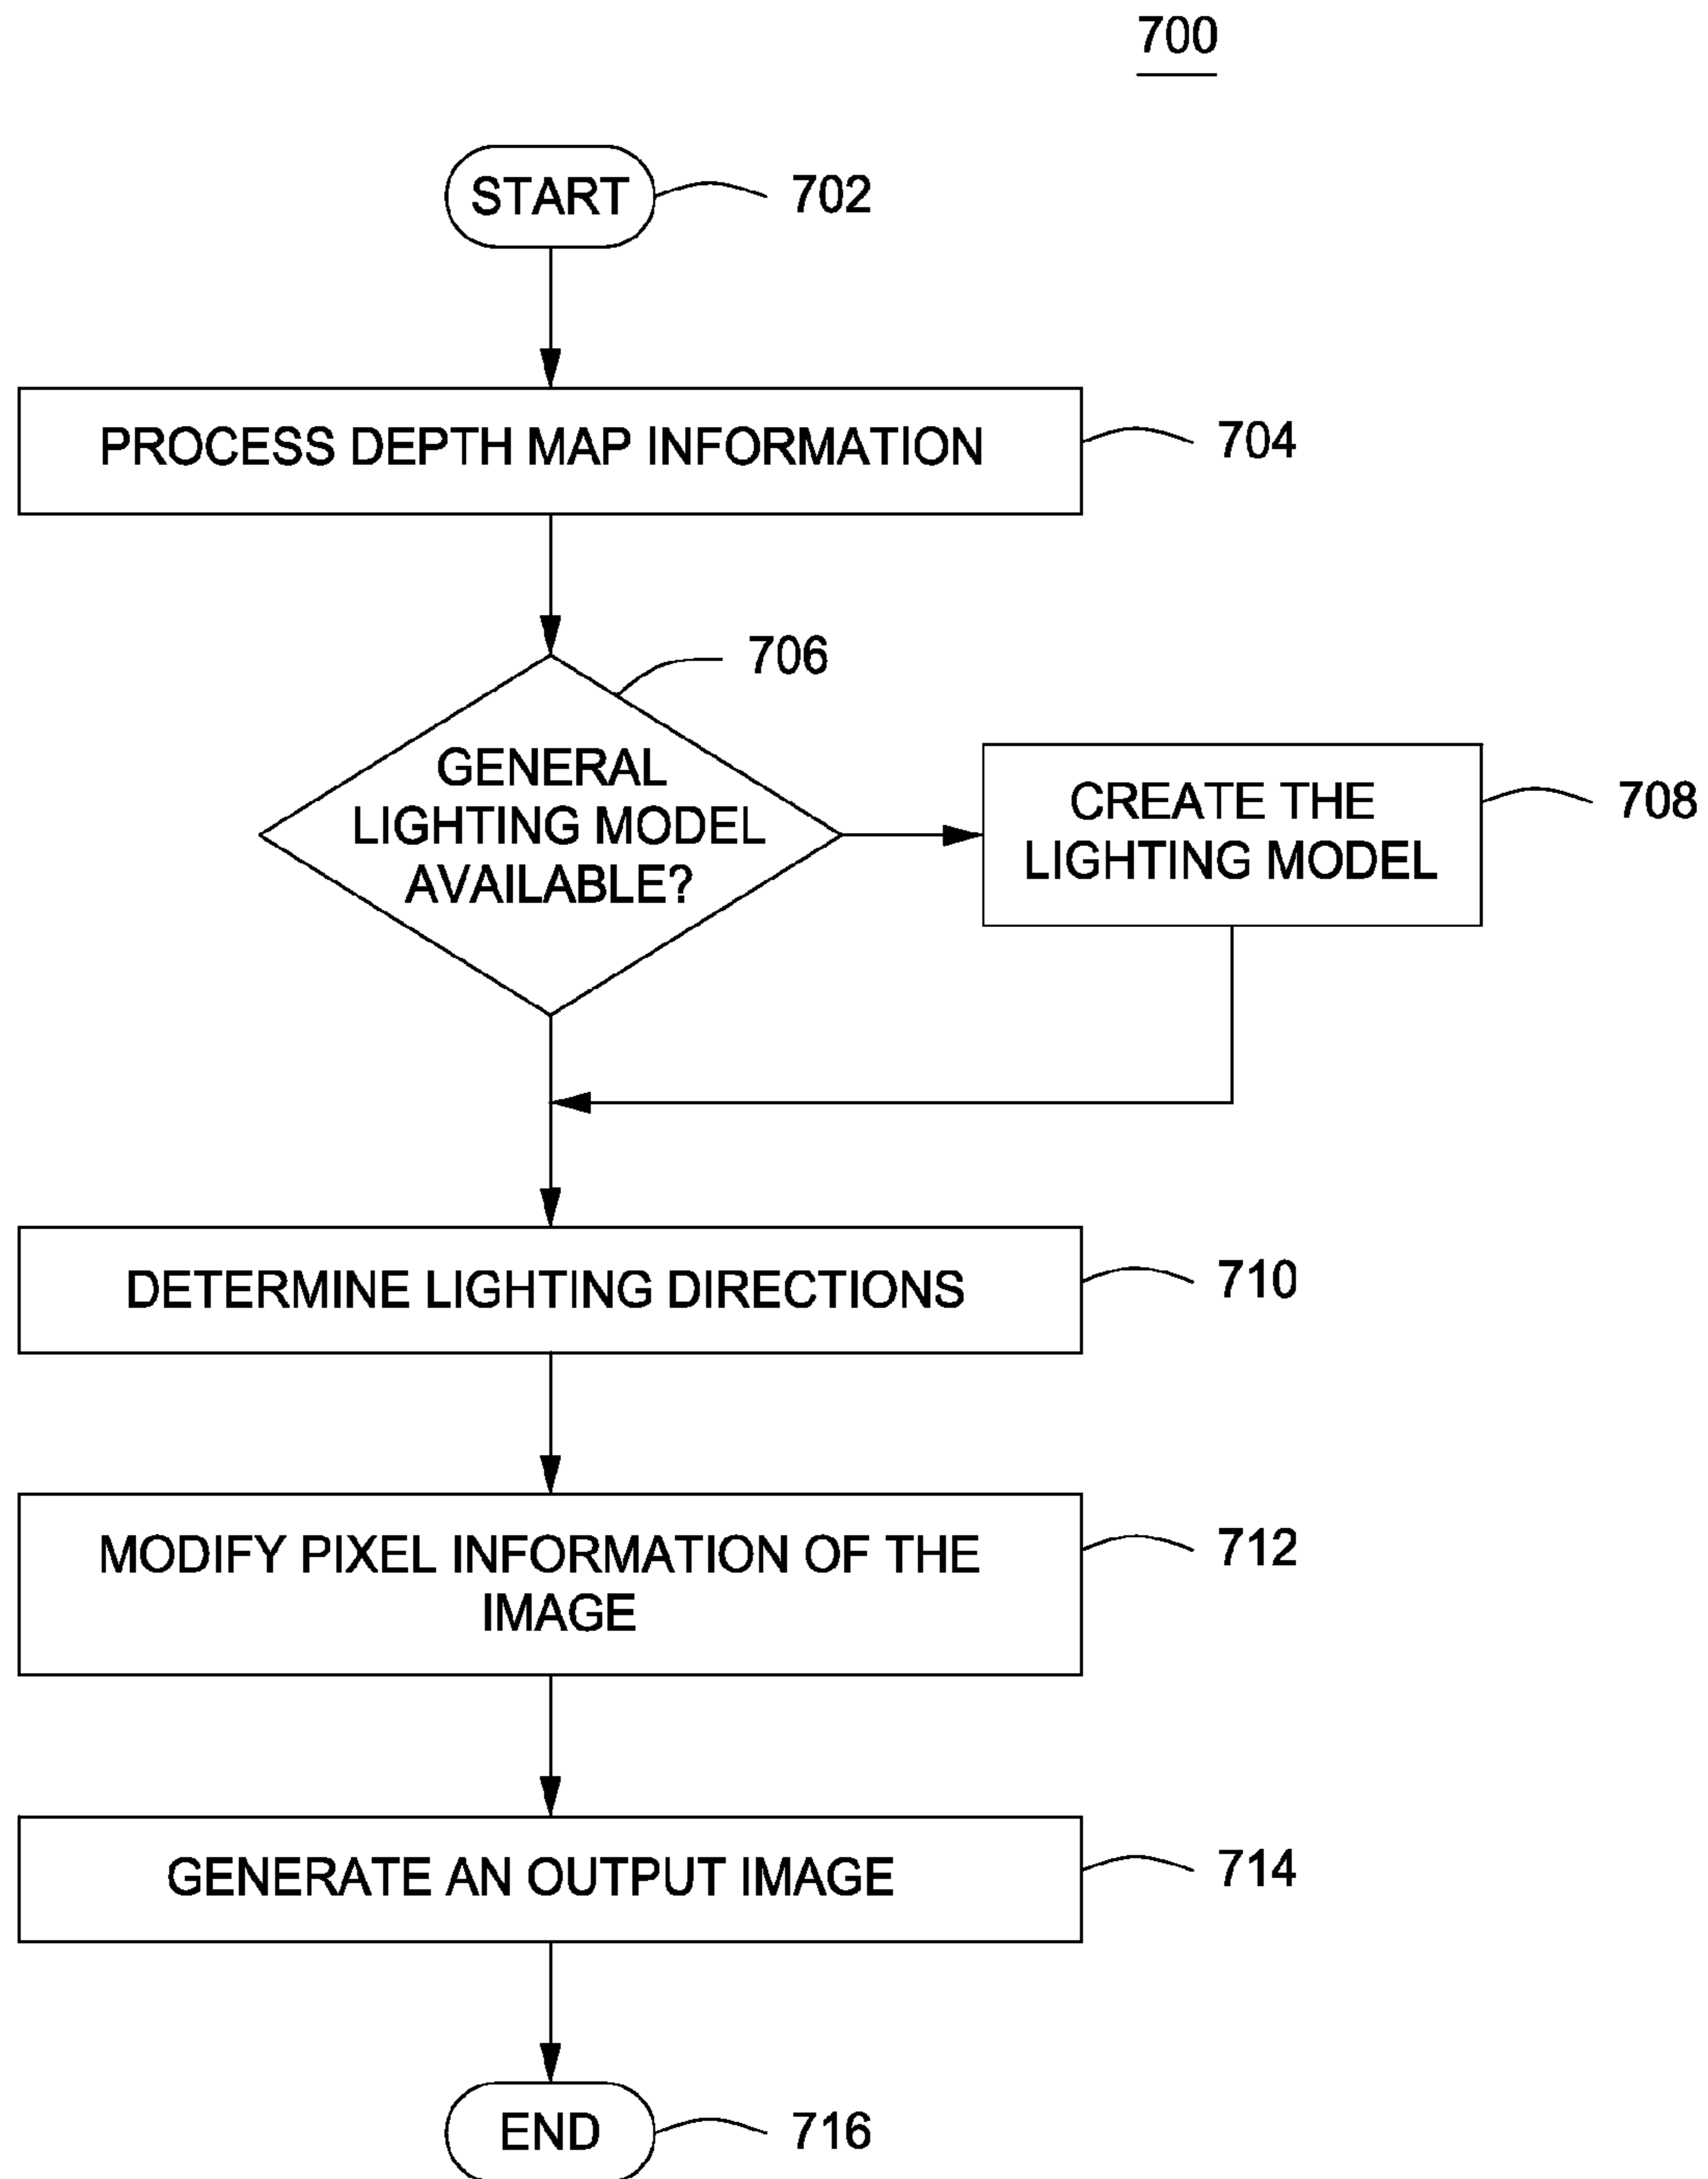 700
START
702
PROCESS DEPTH MAP INFORMATION
704
706
GENERAL
LIGHTING MODEL
AVAILABLE?
CREATE THE
LIGHTING MODEL
708
DETERMINE LIGHTING DIRECTIONS
710
MODIFY PIXEL INFORMATION OF THE
IMAGE
712
GENERATE AN OUTPUT IMAGE
714
END
716